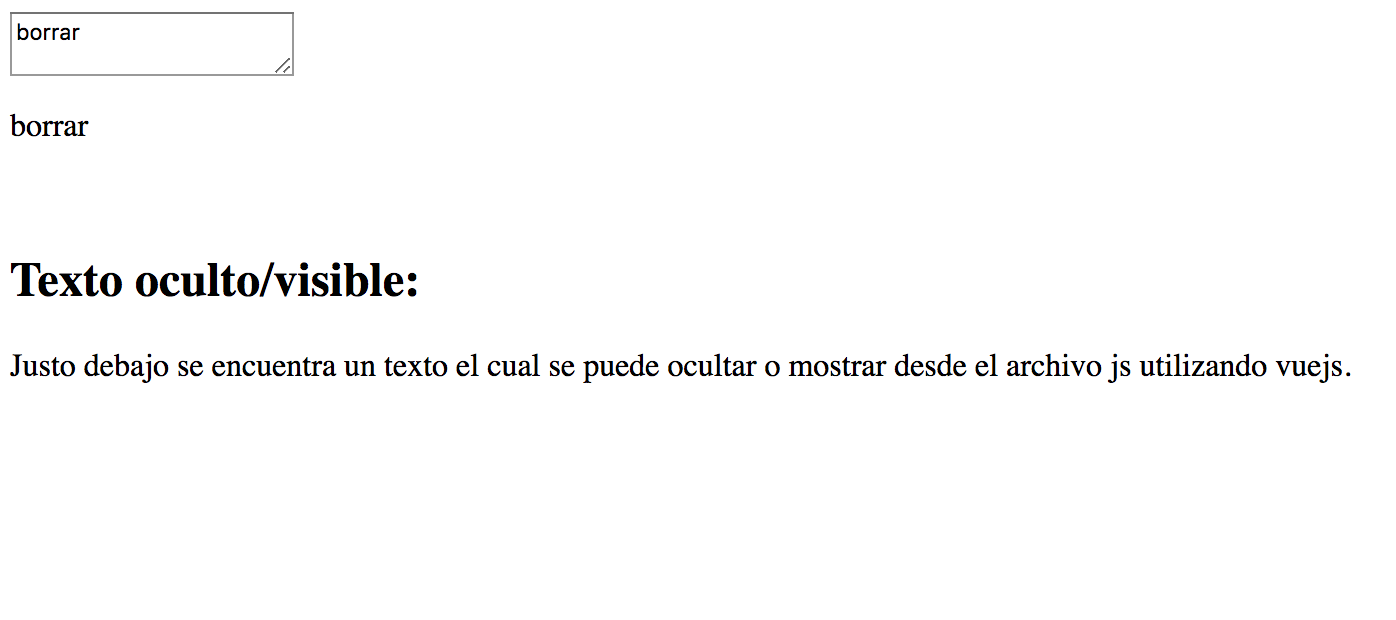 borrar
borrar
Texto oculto/visible:
Justo debajo se encuentra un texto el cual se puede ocultar o mostrar desde el archivo js utilizando vuejs.